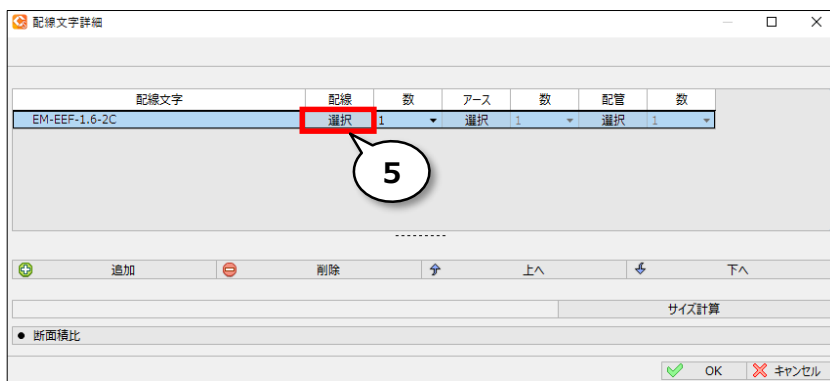 配線文字詳細
配線文字 配線 数 アース 数 配管 数
EM-EEF-1.6-2C 選択 1 選択 1 選択 1
5
追加 削除 上へ 下へ
サイズ計算
● 断面積比
OK キャンセル